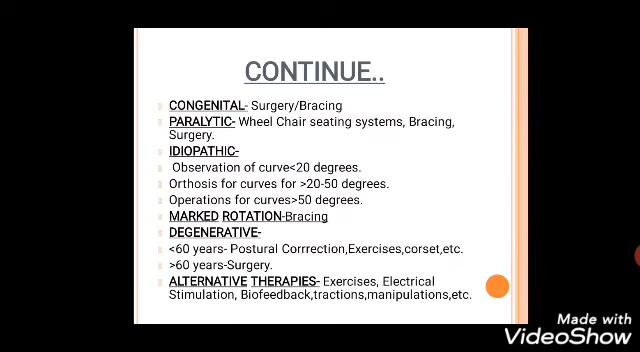 CONTINUE..
CONGENITAL- Surgery/Bracing
PARALYTIC- Wheel Chair seating systems, Bracing,
Surgery.
IDIOPATHIC-
Observation of curve<20 degrees.
Orthosis for curves for >20-50 degrees.
Operations for curves>50 degrees.
MARKED ROTATION-Bracing
DEGENERATIVE-
<60 years- Postural Corrrection,Exercises,corset,etc.
>60 years-Surgery.
ALTERNATIVE THERAPIES- Exercises, Electrical
Stimulation, Biofeedback,tractions,manipulations,etc.
Made with
VideoShow